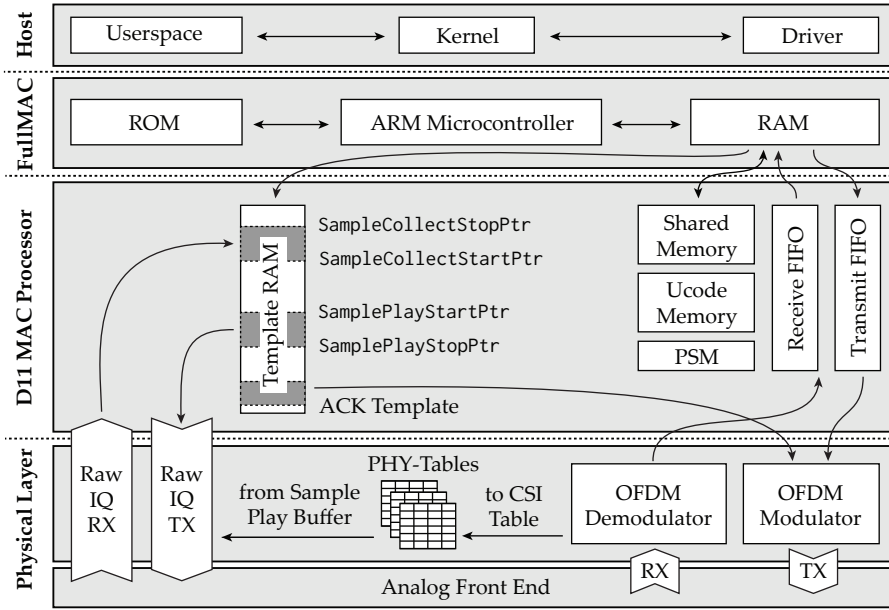 Host
Userspace
Kernel
Driver
FullMAC
ROM
ARM Microcontroller
RAM
D11 MAC Processor
Template RAM
SampleCollectStopPtr
SampleCollectStartPtr
SamplePlayStartPtr
SamplePlayStopPtr
ACK Template
Shared
Memory
Ucode
Memory
PSM
Receive FIFO
Transmit FIFO
Physical Layer
Raw
IQ
RX
Raw
IQ
TX
from Sample
Play Buffer
PHY-Tables
to CSI
Table
OFDM
Demodulator
OFDM
Modulator
RX
TX
Analog Front End